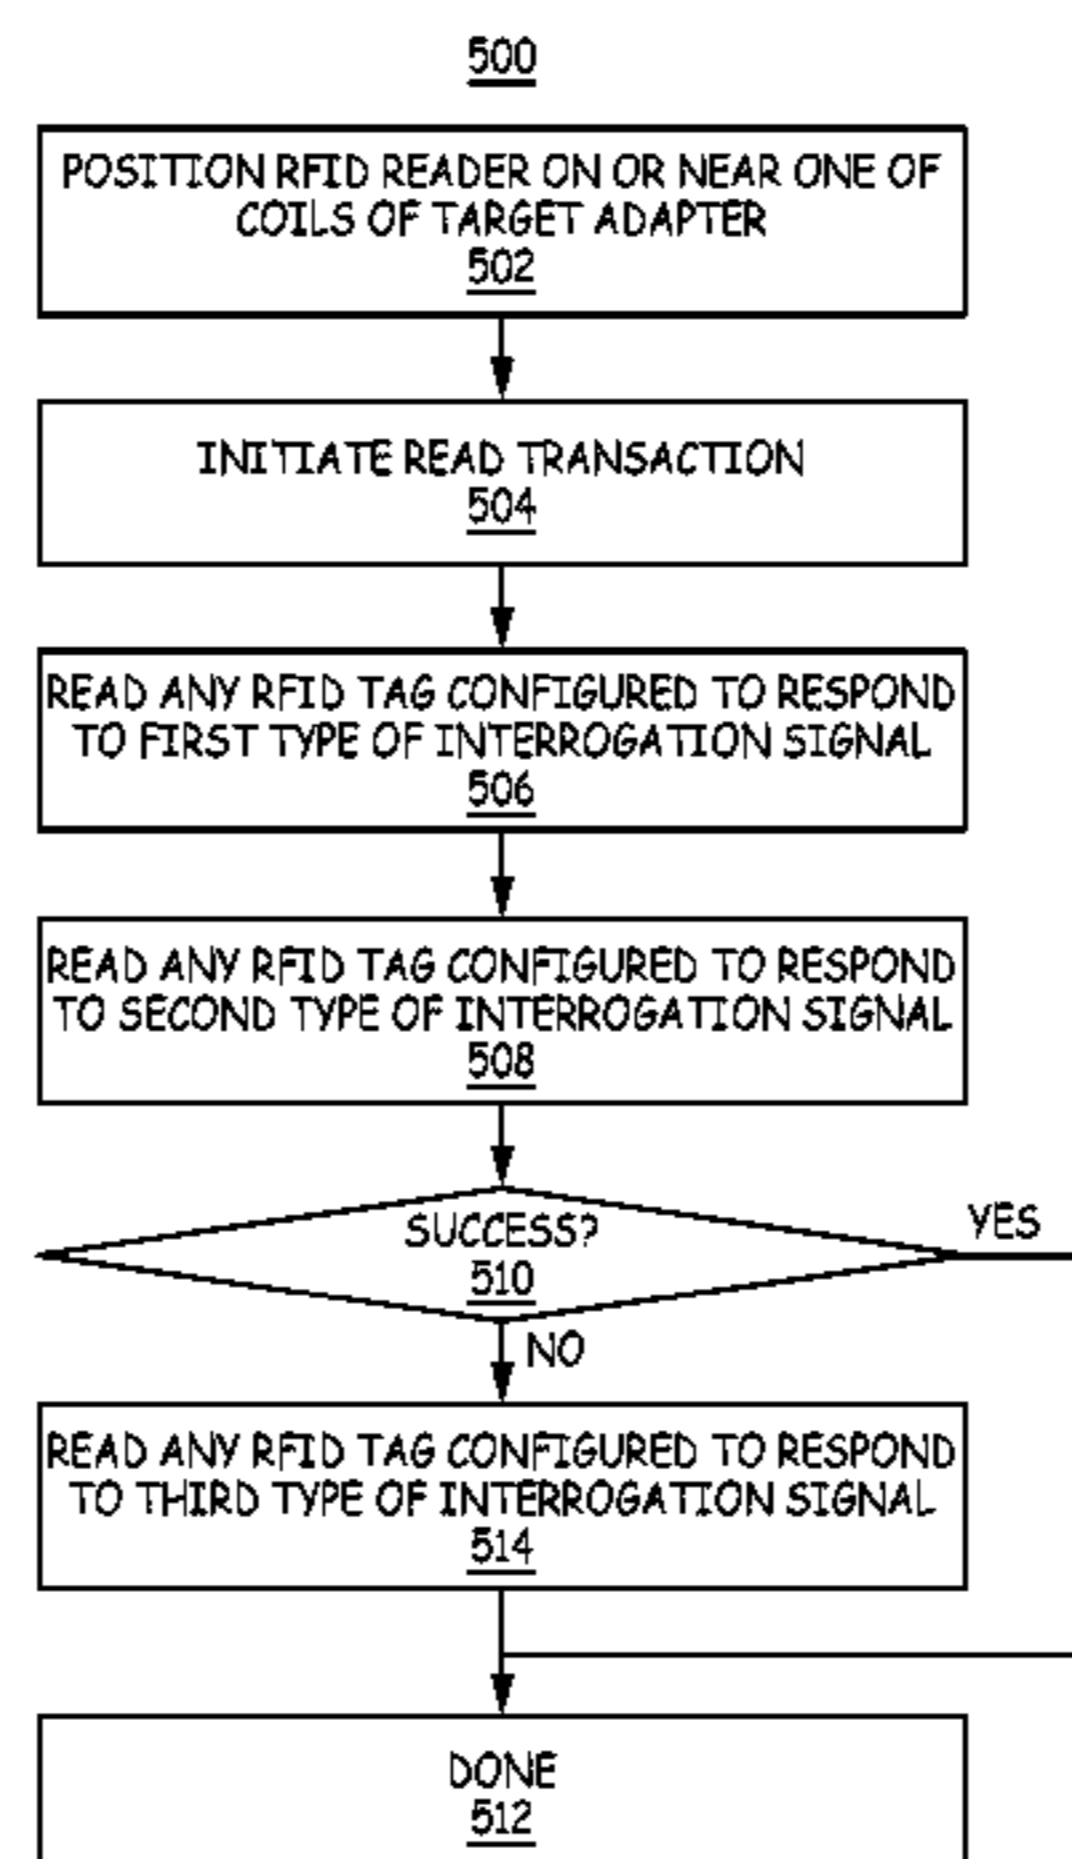 500
POSITION RFID READER ON OR NEAR ONE OF
COILS OF TARGET ADAPTER
502
INITIATE READ TRANSACTION
504
READ ANY RFID TAG CONFIGURED TO RESPOND
TO FIRST TYPE OF INTERROGATION SIGNAL
506
READ ANY RFID TAG CONFIGURED TO RESPOND
TO SECOND TYPE OF INTERROGATION SIGNAL
508
SUCCESS?
510
YES
NO
READ ANY RFID TAG CONFIGURED TO RESPOND
TO THIRD TYPE OF INTERROGATION SIGNAL
514
DONE
512